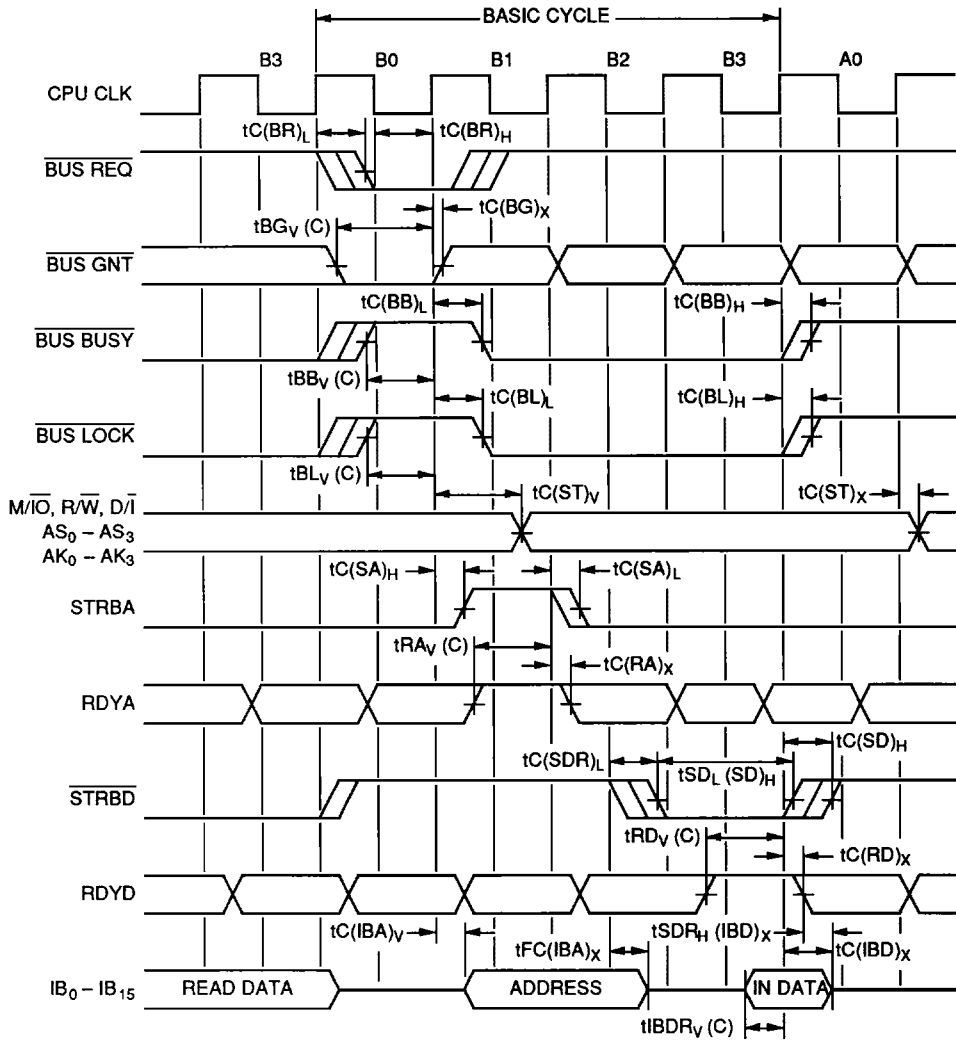 BASIC CYCLE
B3 B0 B1 B2 B3 A0
CPU CLK
tC(BR)L tC(BR)H
BUS REQ
tBGV (C) tC(BG)X
BUS GNT
tC(BB)L tC(BB)H
BUS BUSY
tBBV (C)
tC(BL)L tC(BL)H
BUS LOCK
tBLV (C)
M/IO, R/W, D/I tC(ST)V tC(ST)X
AS0 – AS3
AK0 – AK3
tC(SA)H tC(SA)L
STRBA
tRAV (C)
tC(RA)X
RDYA
tC(SDR)L tSDL (SD)H tC(SD)H
STRBD
tRDV (C)
tC(RD)X
RDYD
tC(IBA)V tSDRH (IBD)X
tFC(IBA)X tC(IBD)X
IB0 – IB15 READ DATA ADDRESS IN DATA
tIBDRV (C)